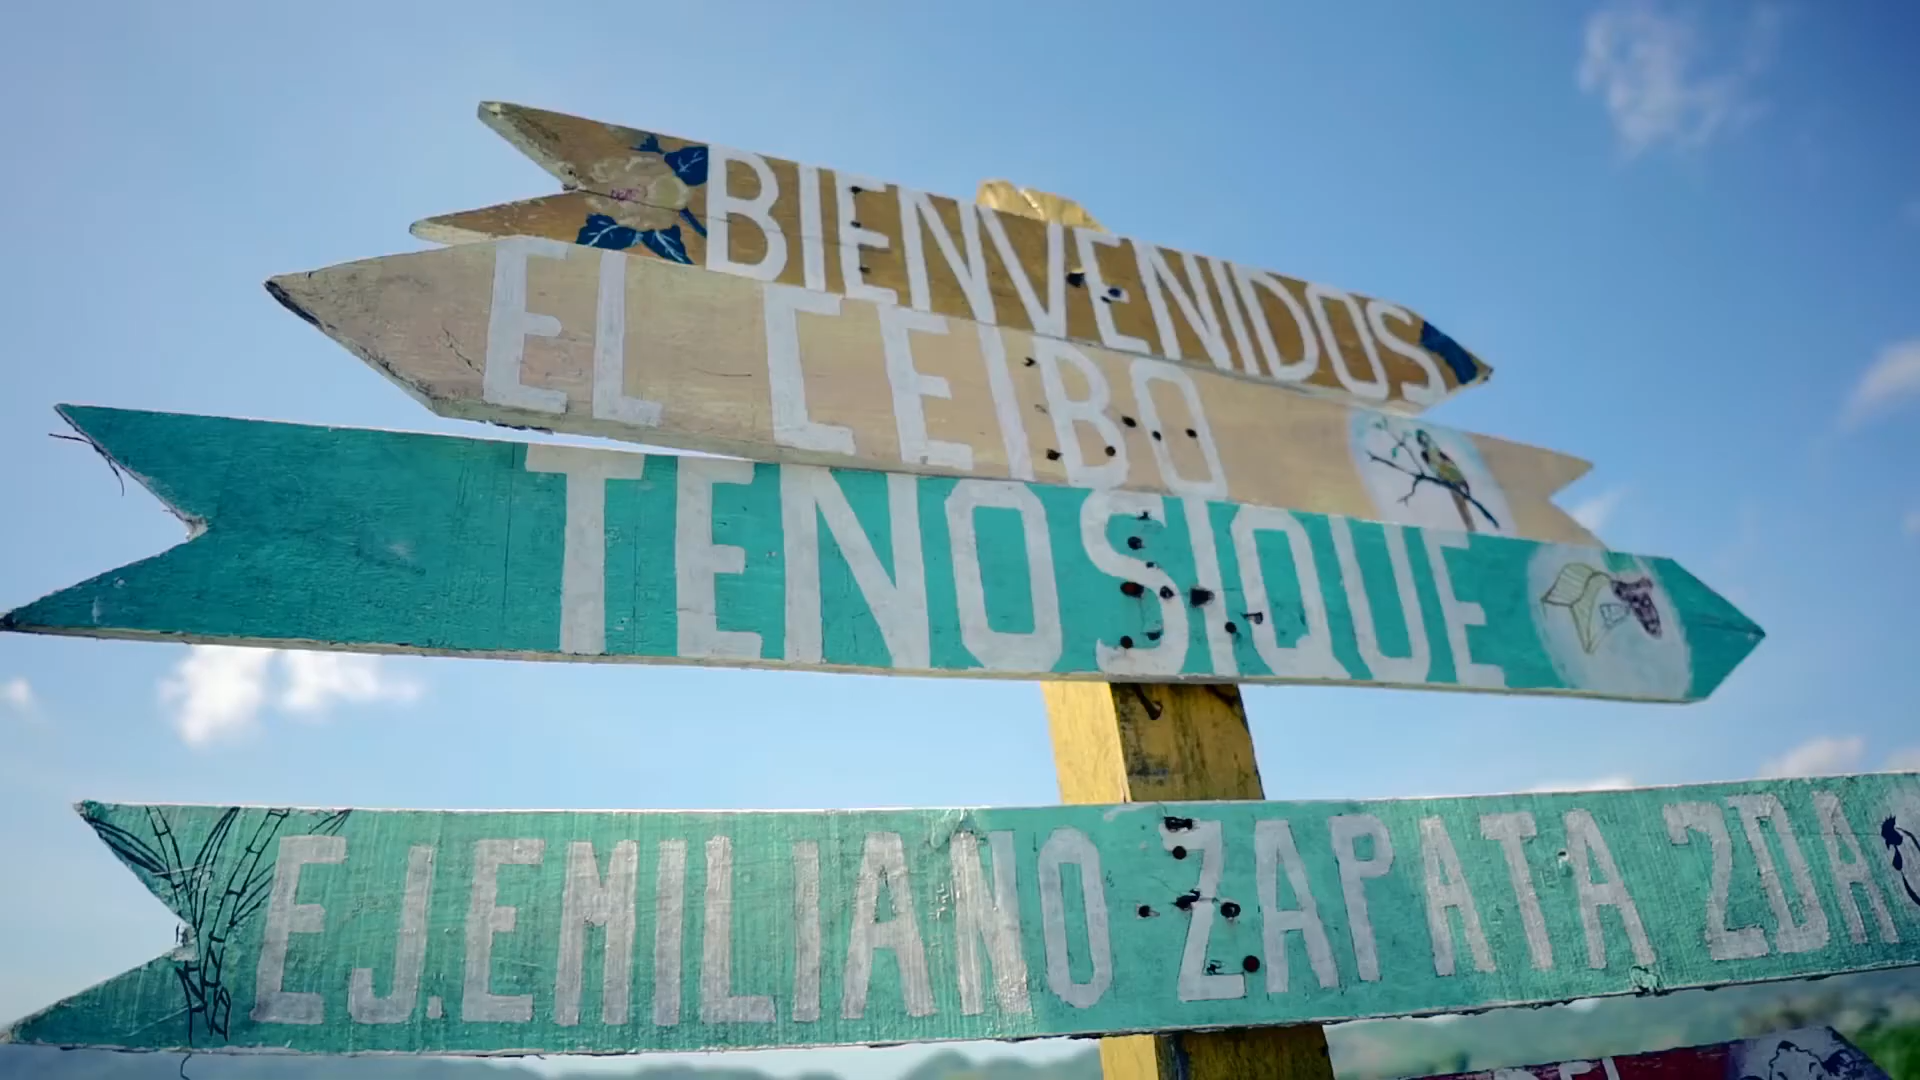 BIENVENIDOS
EL CEIBO
TENOSIQUE
EJ. EMILIANO ZAPATA 2DA